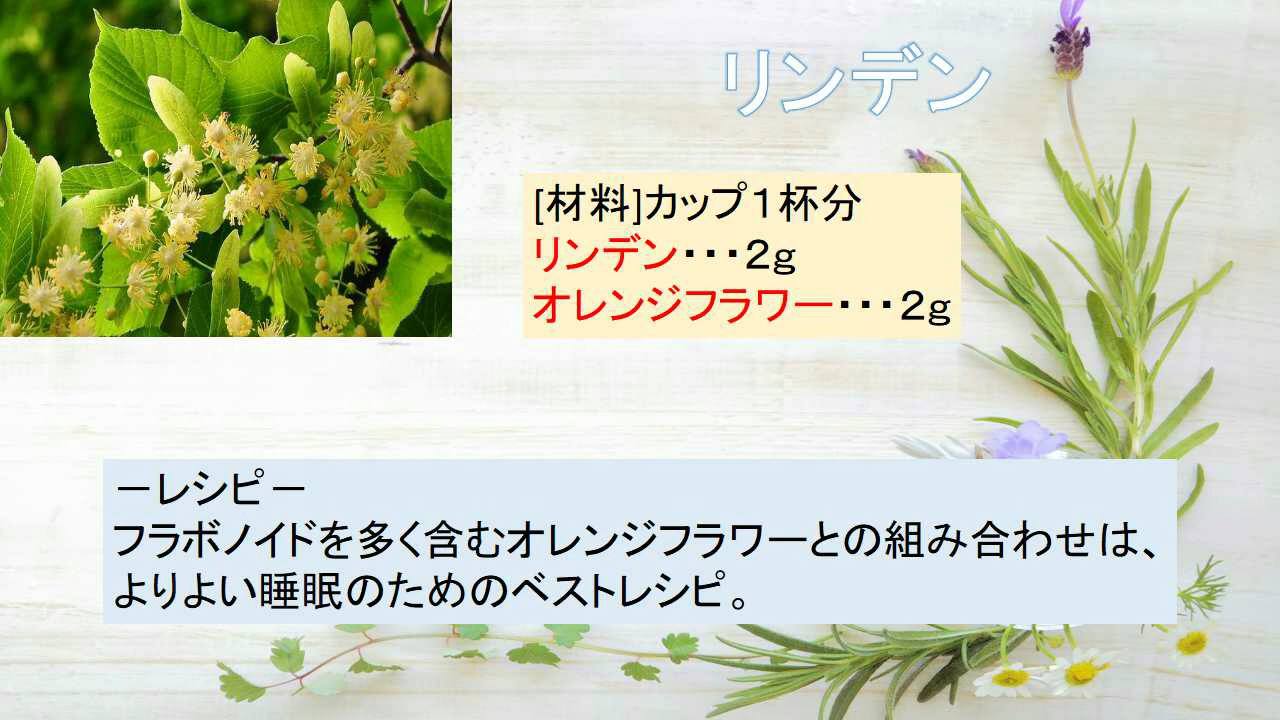 リンデン
[材料]カップ１杯分
リンデン・・・２g
オレンジフラワー・・・２g
－レシピ－
フラボノイドを多く含むオレンジフラワーとの組み合わせは、
よりよい睡眠のためのベストレシピ。